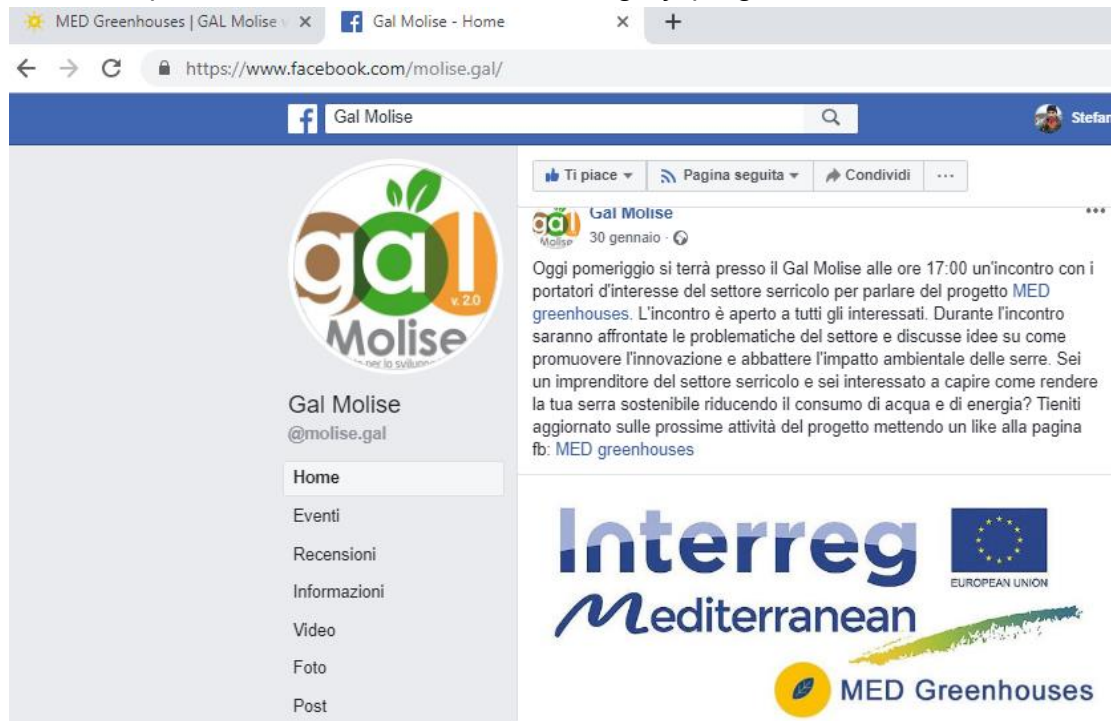 MED Greenhouses | GAL Molise v
Gal Molise - Home
https://www.facebook.com/molise.gal/
Gal Molise
Stefan
gal
v. 2.0
Molise
per lo sviluppo
Gal Molise
@molise.gal
Home
Eventi
Recensioni
Informazioni
Video
Foto
Post
Ti piace
Pagina seguita
Condividi
gal
Molise
Gal Molise
30 gennaio ·
Oggi pomeriggio si terrà presso il Gal Molise alle ore 17:00 un'incontro con i
portatori d'interesse del settore serricolo per parlare del progetto MED
greenhouses. L'incontro è aperto a tutti gli interessati. Durante l'incontro
saranno affrontate le problematiche del settore e discusse idee su come
promuovere l'innovazione e abbattere l'impatto ambientale delle serre. Sei
un imprenditore del settore serricolo e sei interessato a capire come rendere
la tua serra sostenibile riducendo il consumo di acqua e di energia? Tieniti
aggiornato sulle prossime attività del progetto mettendo un like alla pagina
fb: MED greenhouses
Interreg
EUROPEAN UNION
Mediterranean
MED Greenhouses